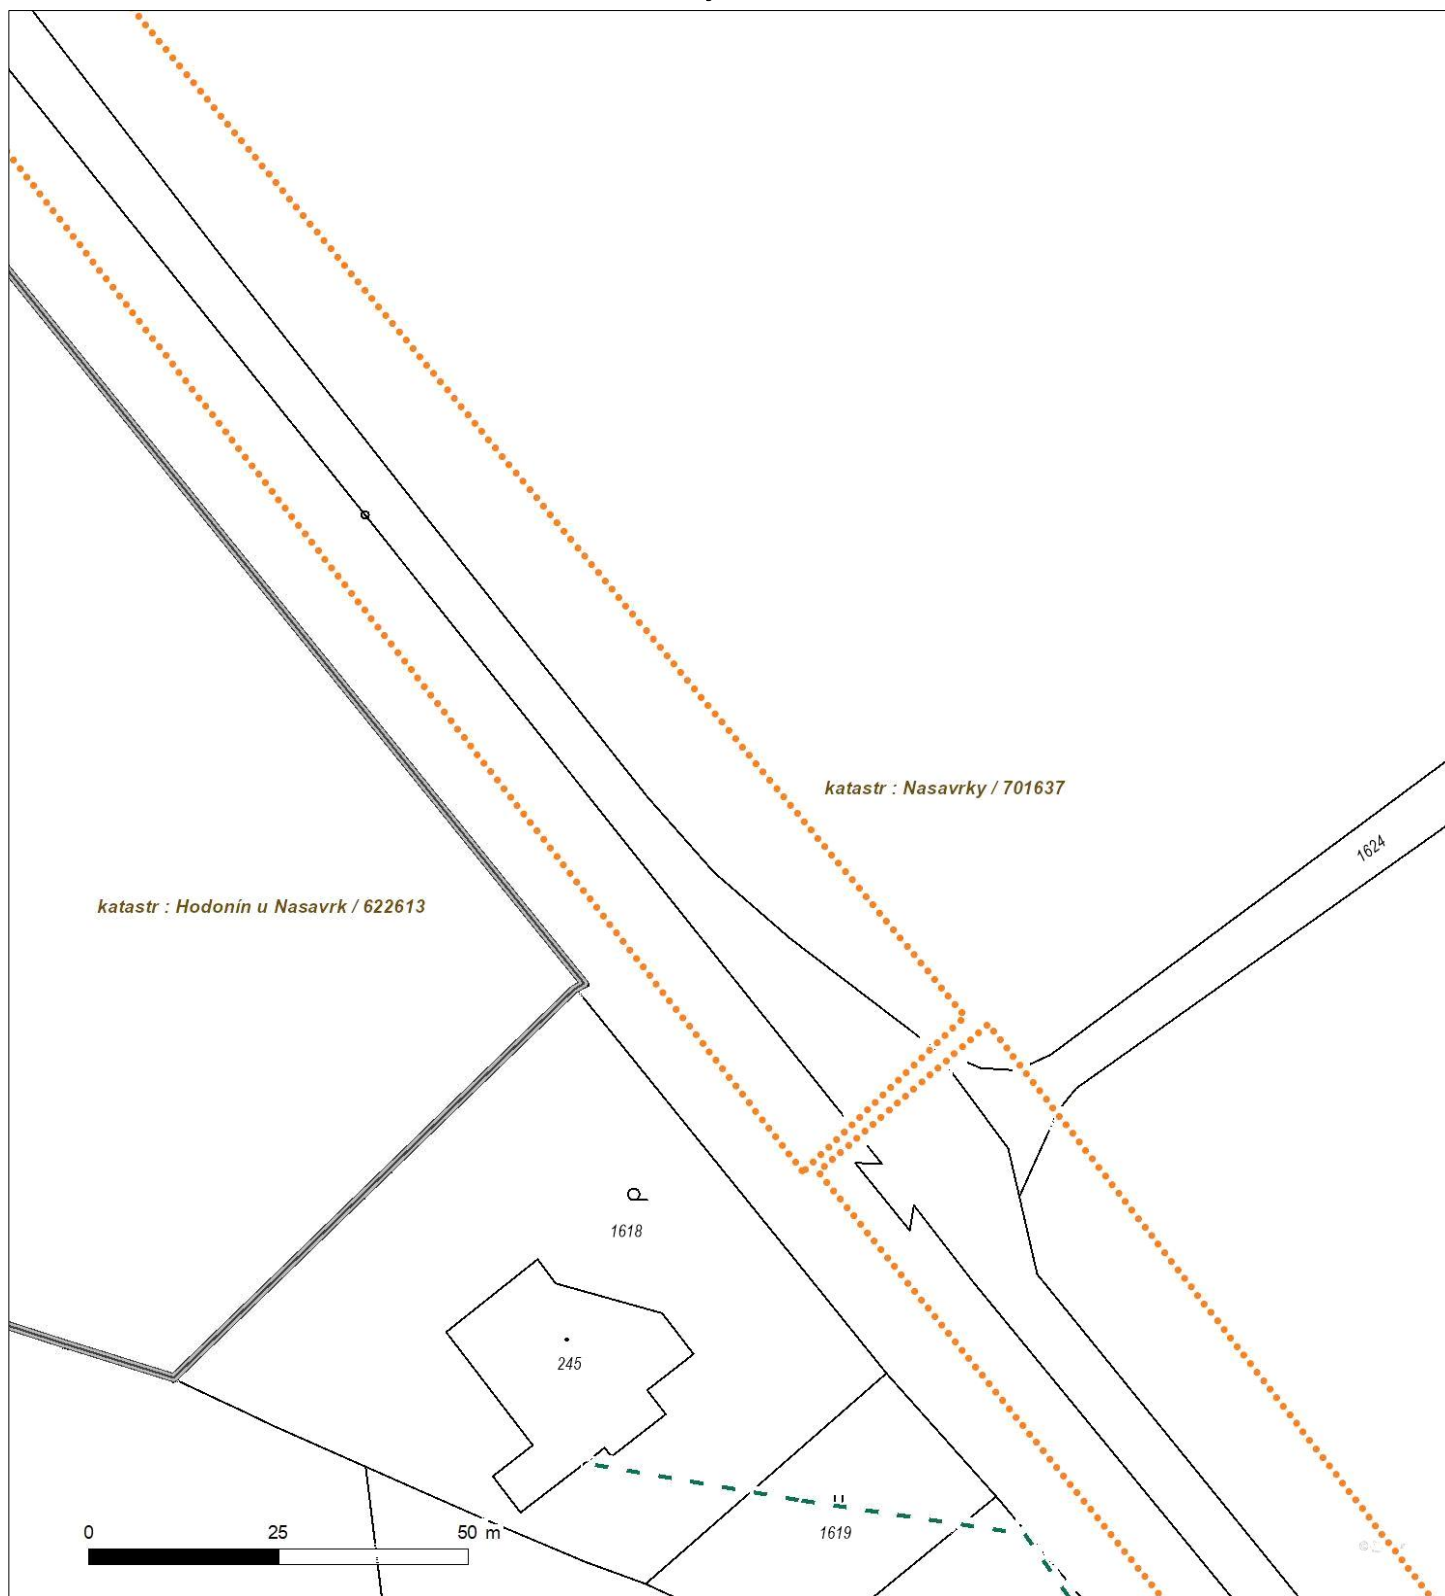 katastr : Nasavrky / 701637
1624
katastr : Hodonín u Nasavrk / 622613
1618
245
0 25 50 m
1619